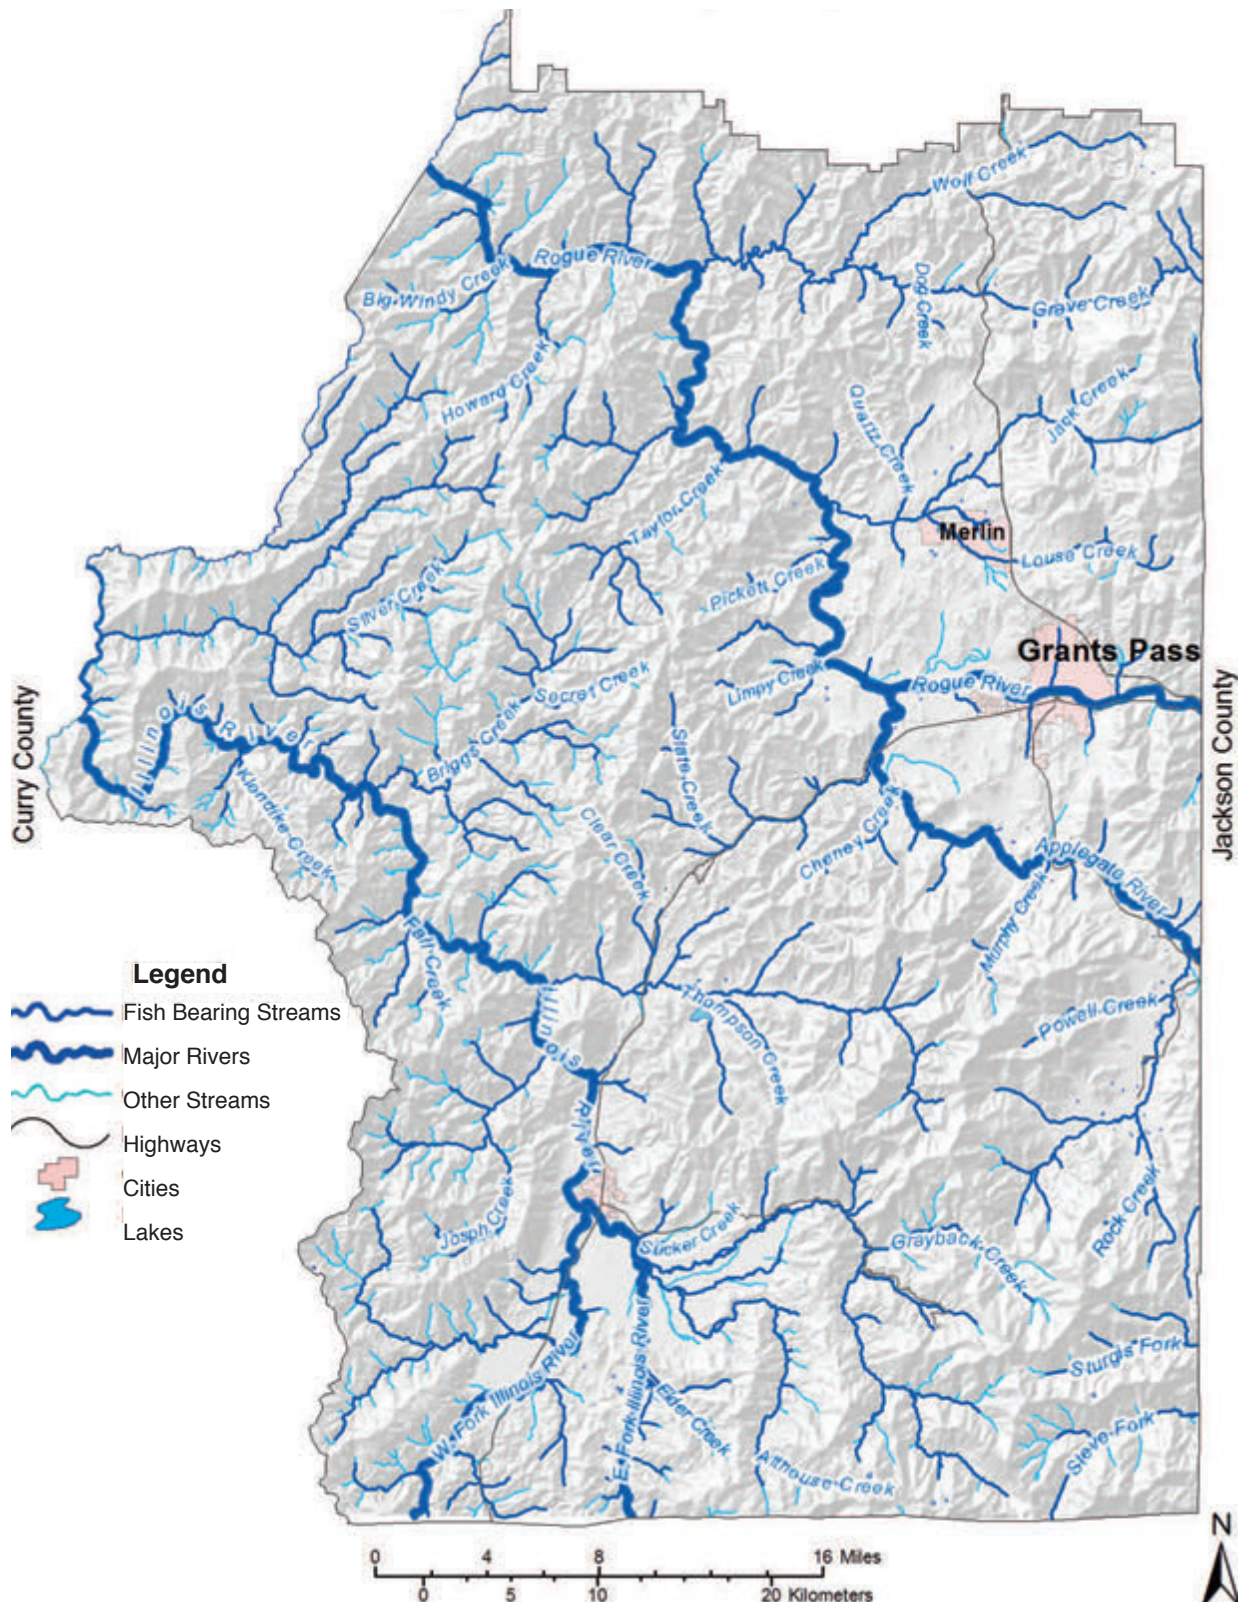 Wolf Creek
Rogue River
Big Windy Creek
Dog Creek
Grave Creek
Howard Creek
Quartz Creek
Jack Creek
Taylor Creek
Merlin
Louse Creek
Pickett Creek
Silver Creek
Grants Pass
Limpy Creek
Secret Creek
Rogue River
Curry County
Jackson County
Illinois River
Briggs Creek
Slate Creek
Klondike Creek
Clear Creek
Cheney Creek
Applegate River
Murphy Creek
Fall Creek
Legend
Fish Bearing Streams
Major Rivers
Other Streams
Highways
Cities
Lakes
Illinois River
Thompson Creek
Powell Creek
Josph Creek
Sucker Creek
Grayback Creek
Rock Creek
W. Fork Illinois River
E. Fork Illinois River
Elder Creek
Althouse Creek
Sturgis Fork
Steve Fork
N
0 4 8 16 Miles
0 5 10 20 Kilometers